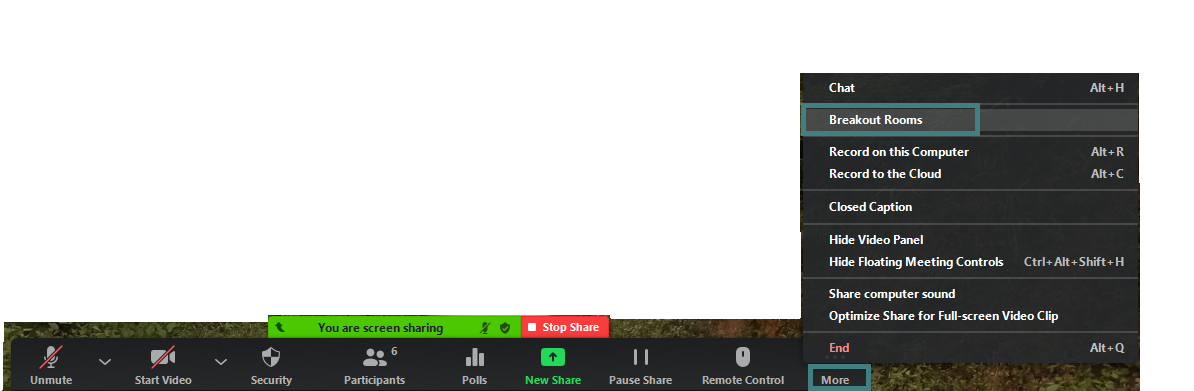 Chat Alt+H
Breakout Rooms
Record on this Computer Alt+R
Record to the Cloud Alt+C
Closed Caption
Hide Video Panel
Hide Floating Meeting Controls Ctrl+Alt+Shift+H
Share computer sound
Optimize Share for Full-screen Video Clip
End Alt+Q
You are screen sharing Stop Share
6
Unmute Start Video Security Participants Polls New Share Pause Share Remote Control More